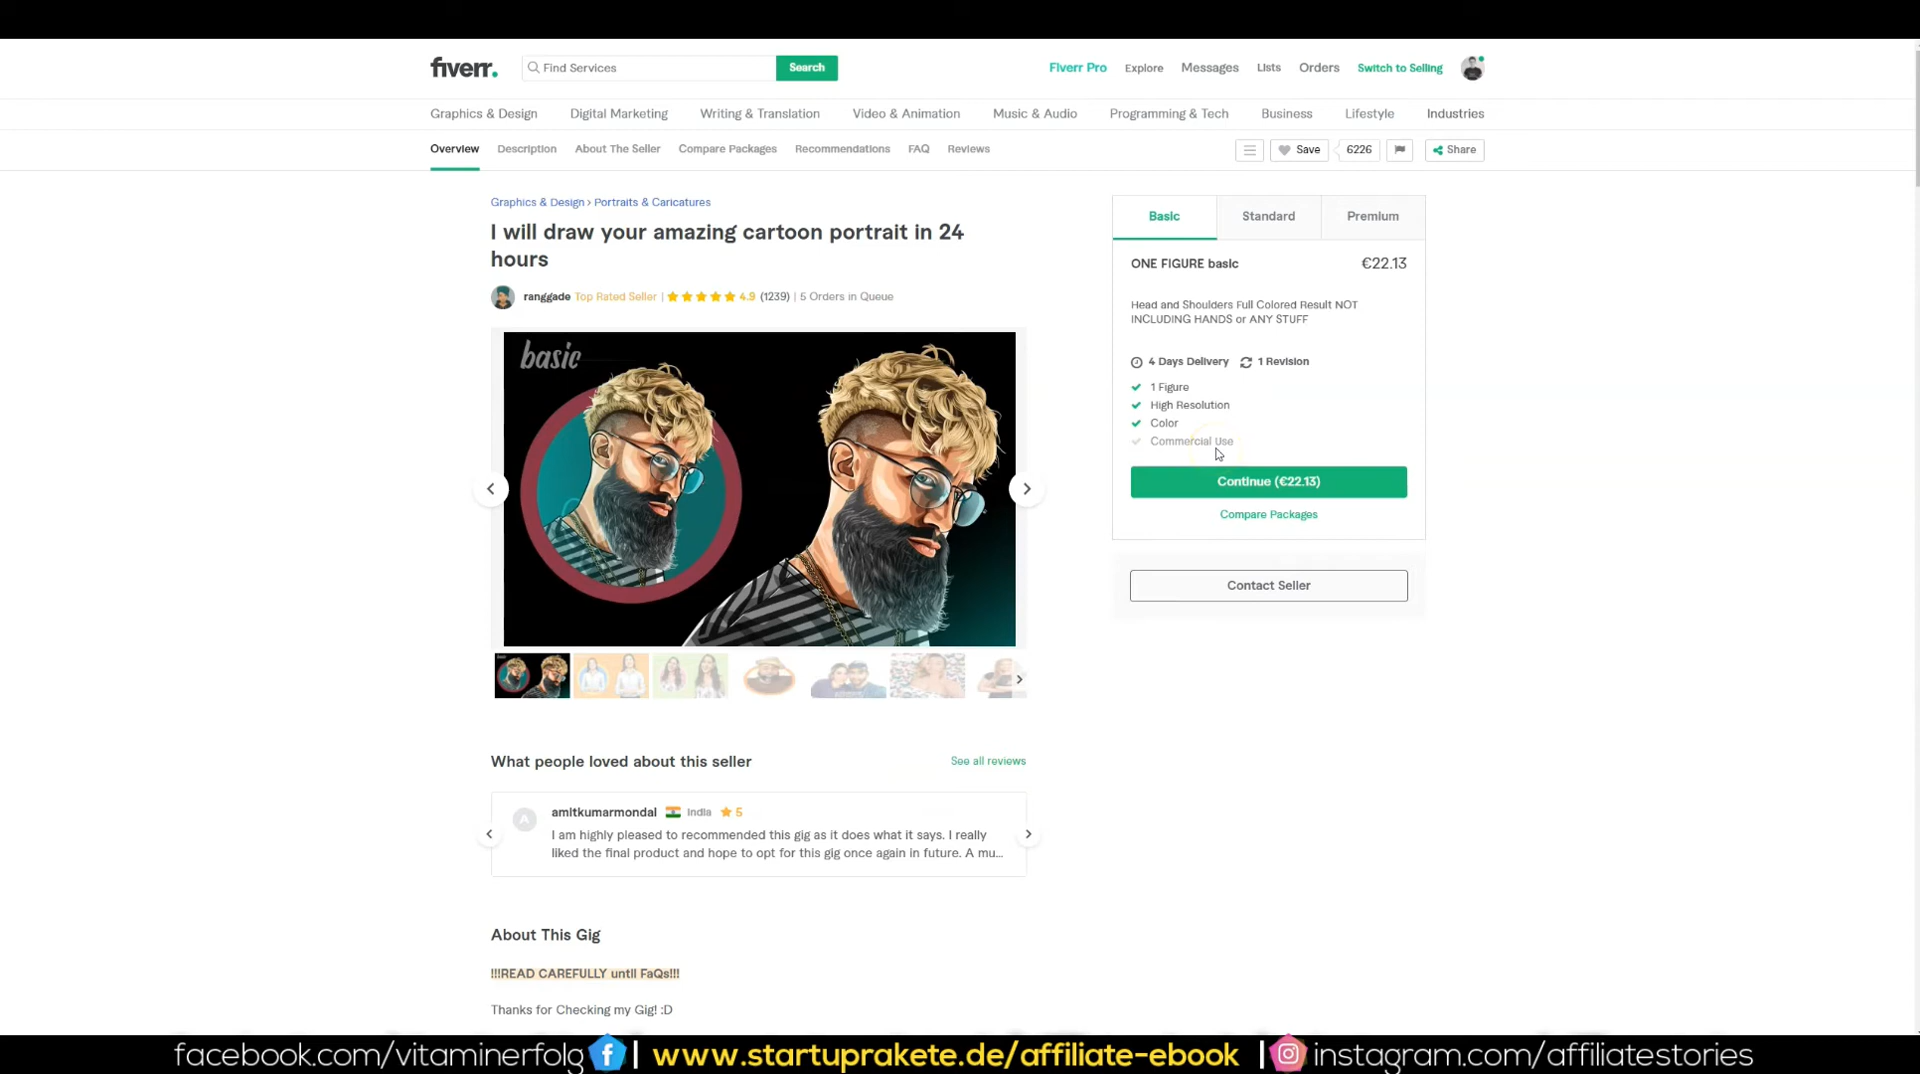 fiverr.
Find Services
Search
Fiverr Pro
Explore
Messages
Lists
Orders
Switch to Selling
Graphics & Design
Digital Marketing
Writing & Translation
Video & Animation
Music & Audio
Programming & Tech
Business
Lifestyle
Industries
Overview
Description
About The Seller
Compare Packages
Recommendations
FAQ
Reviews
Save
6226
Share
Graphics & Design › Portraits & Caricatures
I will draw your amazing cartoon portrait in 24
hours
ranggade Top Rated Seller | 4.9 (1239) | 5 Orders in Queue
basic
What people loved about this seller
See all reviews
A
amitkumarmondal India 5
I am highly pleased to recommended this gig as it does what it says. I really
liked the final product and hope to opt for this gig once again in future. A mu...
About This Gig
!!!READ CAREFULLY until FaQs!!!
Thanks for Checking my Gig! :D
Basic
Standard
Premium
ONE FIGURE basic
€22.13
Head and Shoulders Full Colored Result NOT
INCLUDING HANDS or ANY STUFF
4 Days Delivery
1 Revision
1 Figure
High Resolution
Color
Commercial Use
Continue (€22.13)
Compare Packages
Contact Seller
facebook.com/vitaminerfolg | www.startuprakete.de/affiliate-ebook | instagram.com/affiliatestories